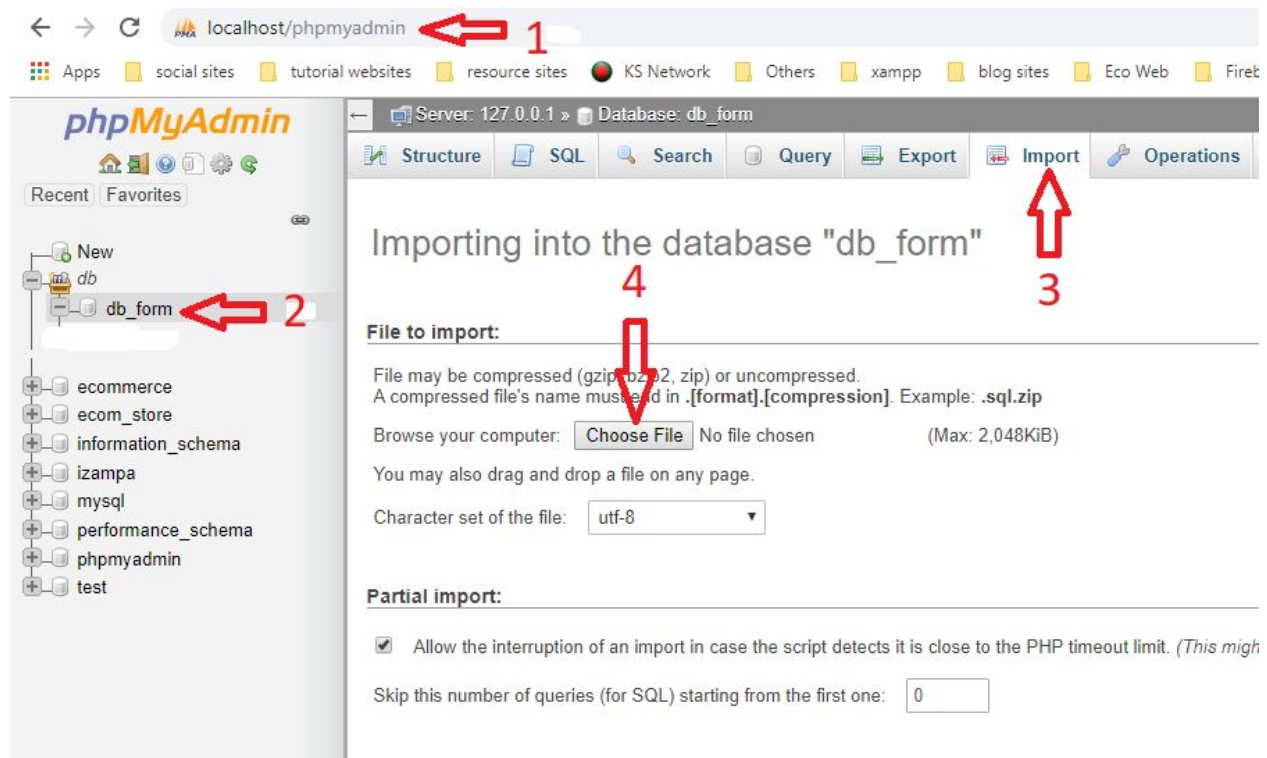 localhost/phpmyadmin 1
Apps social sites tutorial websites resource sites KS Network Others xampp blog sites Eco Web
phpMyAdmin
Recent Favorites
New
db
db_form 2
ecommerce
ecom_store
information_schema
izampa
mysql
performance_schema
phpmyadmin
test
Server: 127.0.0.1 » Database: db_form
Structure SQL Search Query Export Import Operations
3
Importing into the database "db_form"
4
File to import:
File may be compressed (gzip, bzip2, zip) or uncompressed.
A compressed file's name must end in .[format].[compression]. Example: .sql.zip
Browse your computer: Choose File No file chosen (Max: 2,048KiB)
You may also drag and drop a file on any page.
Character set of the file: utf-8
Partial import:
Allow the interruption of an import in case the script detects it is close to the PHP timeout limit. (This
Skip this number of queries (for SQL) starting from the first one: 0